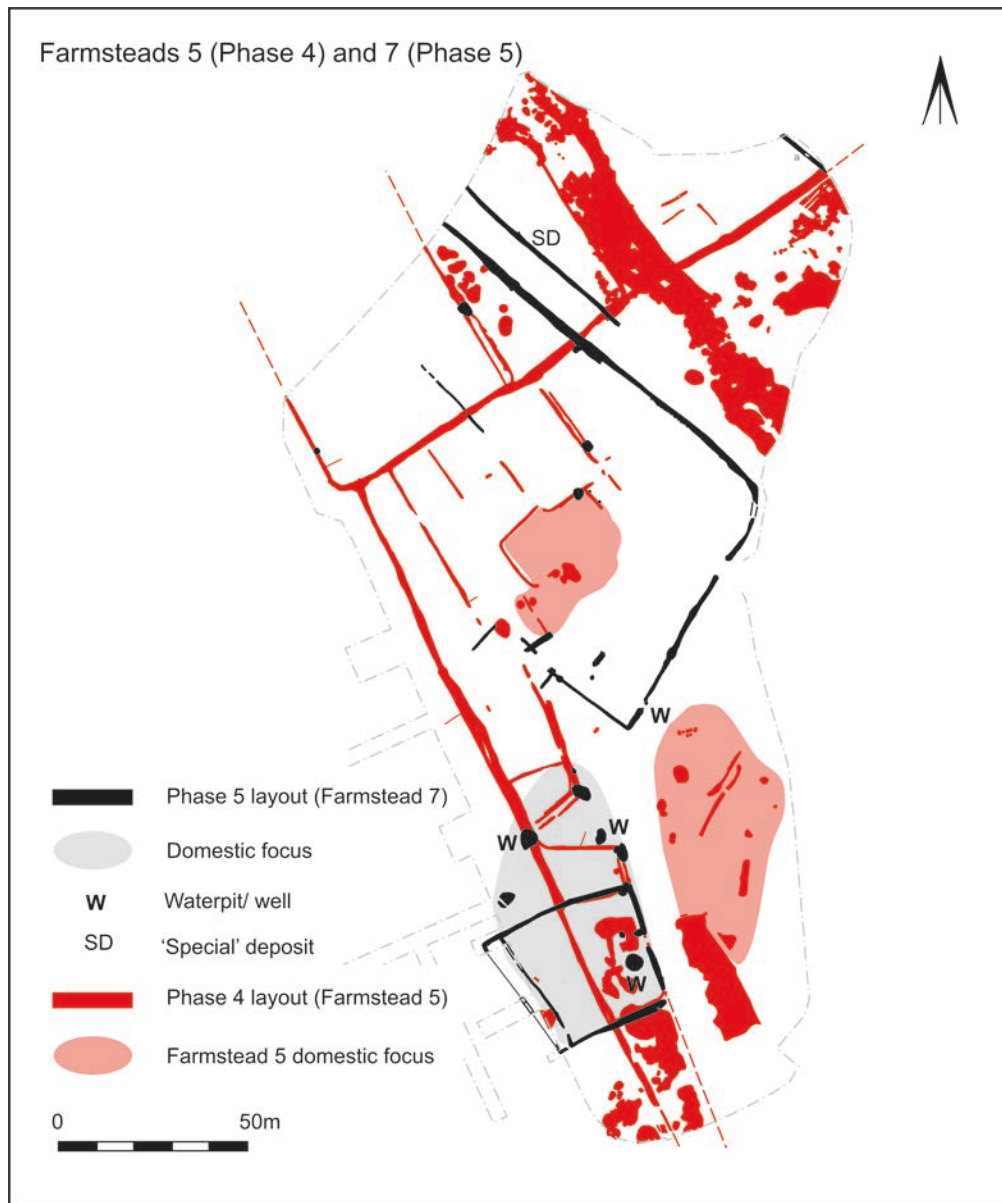 Farmsteads 5 (Phase 4) and 7 (Phase 5)
a
SD
W
W
W
W
Phase 5 layout (Farmstead 7)
Domestic focus
W Waterpit/ well
SD 'Special' deposit
Phase 4 layout (Farmstead 5)
Farmstead 5 domestic focus
0 50m